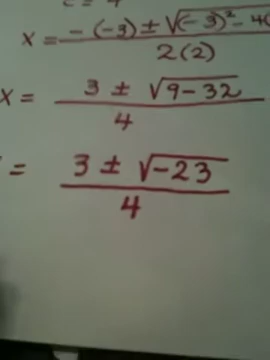 x = -(-3) ± √(-3)² - 4(
2(2)
x = 3 ± √9-32
4
= 3 ± √-23
4